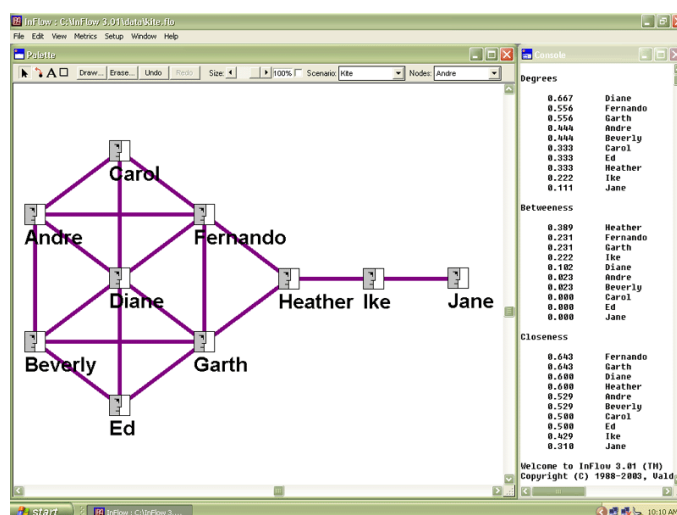 InFlow : C:\InFlow 3.01\data\kite.flo
File Edit View Metrics Setup Window Help
Palette
Draw... Erase... Undo Redo Size: 100% Scenario: Kite Nodes: Andre
Carol
Andre
Fernando
Diane
Heather
Ike
Jane
Beverly
Garth
Ed
Console
Degrees
0.667 Diane
0.556 Fernando
0.556 Garth
0.444 Andre
0.444 Beverly
0.333 Carol
0.333 Ed
0.333 Heather
0.222 Ike
0.111 Jane
Betweeness
0.389 Heather
0.231 Fernando
0.231 Garth
0.222 Ike
0.102 Diane
0.023 Andre
0.023 Beverly
0.000 Carol
0.000 Ed
0.000 Jane
Closeness
0.643 Fernando
0.643 Garth
0.600 Diane
0.600 Heather
0.529 Andre
0.529 Beverly
0.500 Carol
0.500 Ed
0.429 Ike
0.310 Jane
Welcome to InFlow 3.01 (TM)
Copyright (C) 1988-2003, Vald
start InFlow : C:\InFlow 3.... 10:10 AM